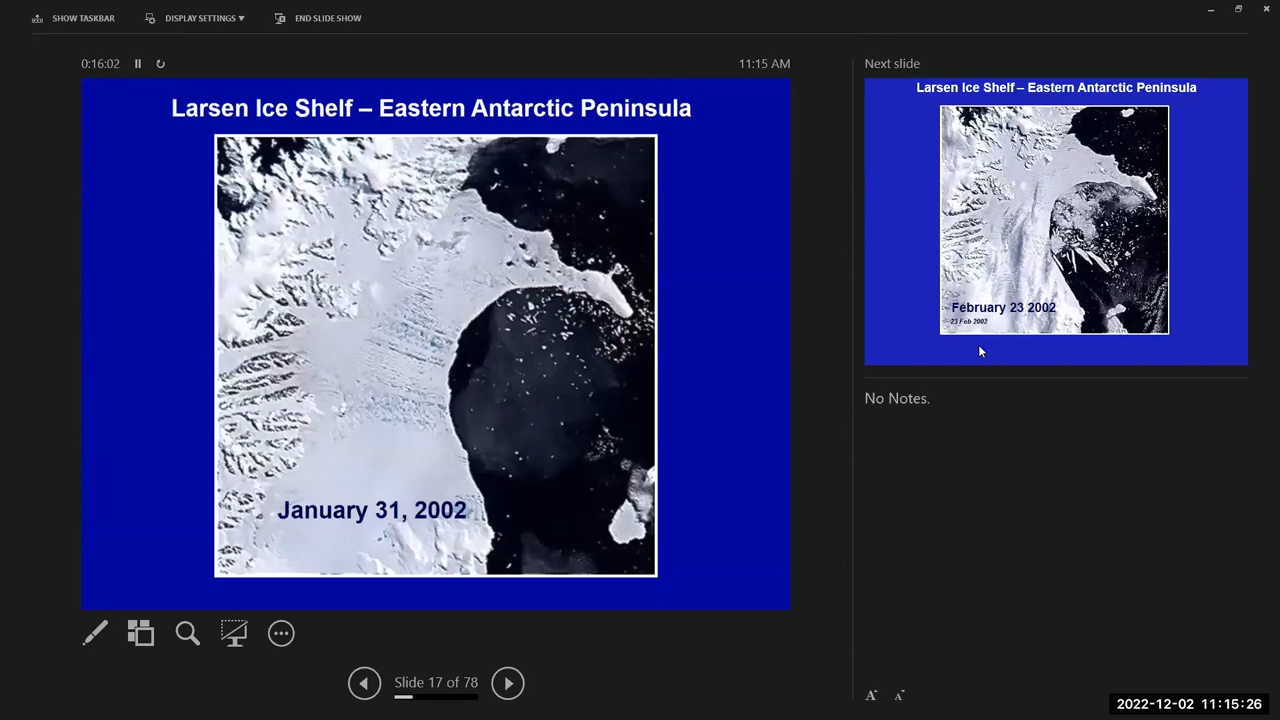 SHOW TASKBAR
DISPLAY SETTINGS ▾
END SLIDE SHOW
0:16:02
11:15 AM
Larsen Ice Shelf – Eastern Antarctic Peninsula
January 31, 2002
Slide 17 of 78
Next slide
Larsen Ice Shelf – Eastern Antarctic Peninsula
February 23 2002
23 Feb 2002
No Notes.
A A
2022-12-02 11:15:26